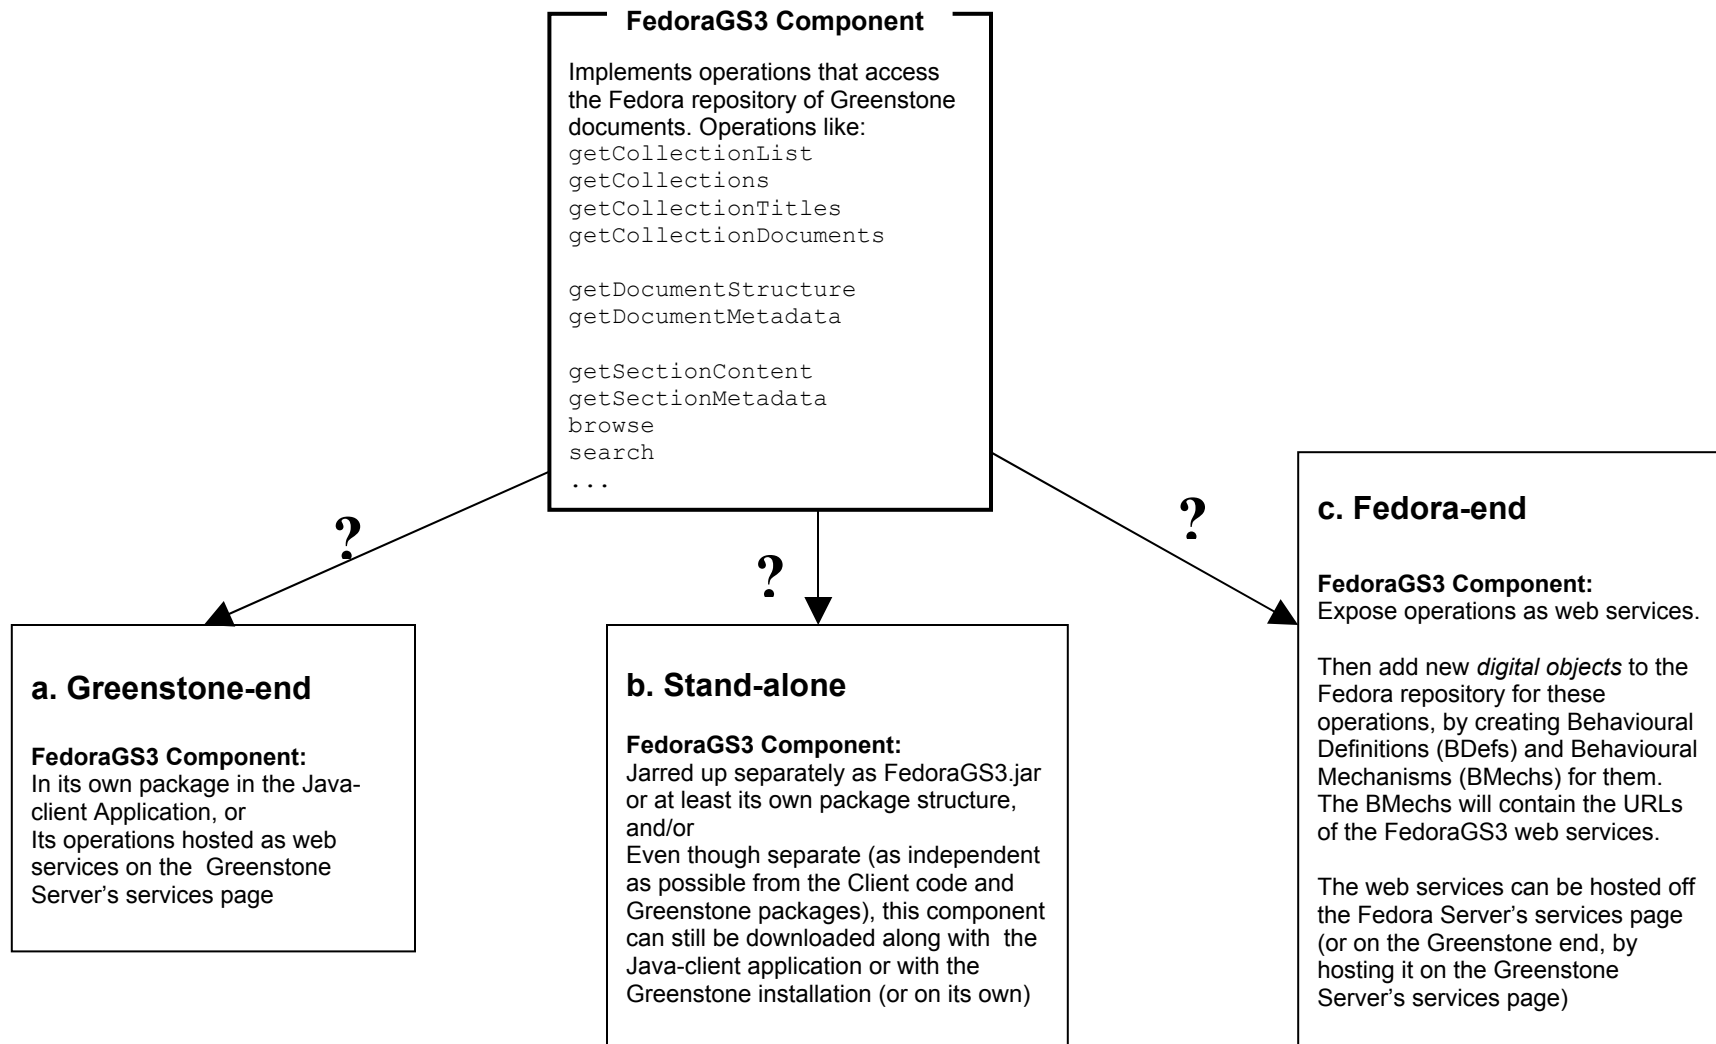 FedoraGS3 Component
Implements operations that access
the Fedora repository of Greenstone
documents. Operations like:
getCollectionList
getCollections
getCollectionTitles
getCollectionDocuments
getDocumentStructure
getDocumentMetadata
getSectionContent
getSectionMetadata
browse
search
...
?
?
?
a. Greenstone-end
FedoraGS3 Component:
In its own package in the Java-
client Application, or
Its operations hosted as web
services on the Greenstone
Server's services page
b. Stand-alone
FedoraGS3 Component:
Jarred up separately as FedoraGS3.jar
or at least its own package structure,
and/or
Even though separate (as independent
as possible from the Client code and
Greenstone packages), this component
can still be downloaded along with the
Java-client application or with the
Greenstone installation (or on its own)
c. Fedora-end
FedoraGS3 Component:
Expose operations as web services.
Then add new digital objects to the
Fedora repository for these
operations, by creating Behavioural
Definitions (BDefs) and Behavioural
Mechanisms (BMechs) for them.
The BMechs will contain the URLs
of the FedoraGS3 web services.
The web services can be hosted off
the Fedora Server's services page
(or on the Greenstone end, by
hosting it on the Greenstone
Server's services page)